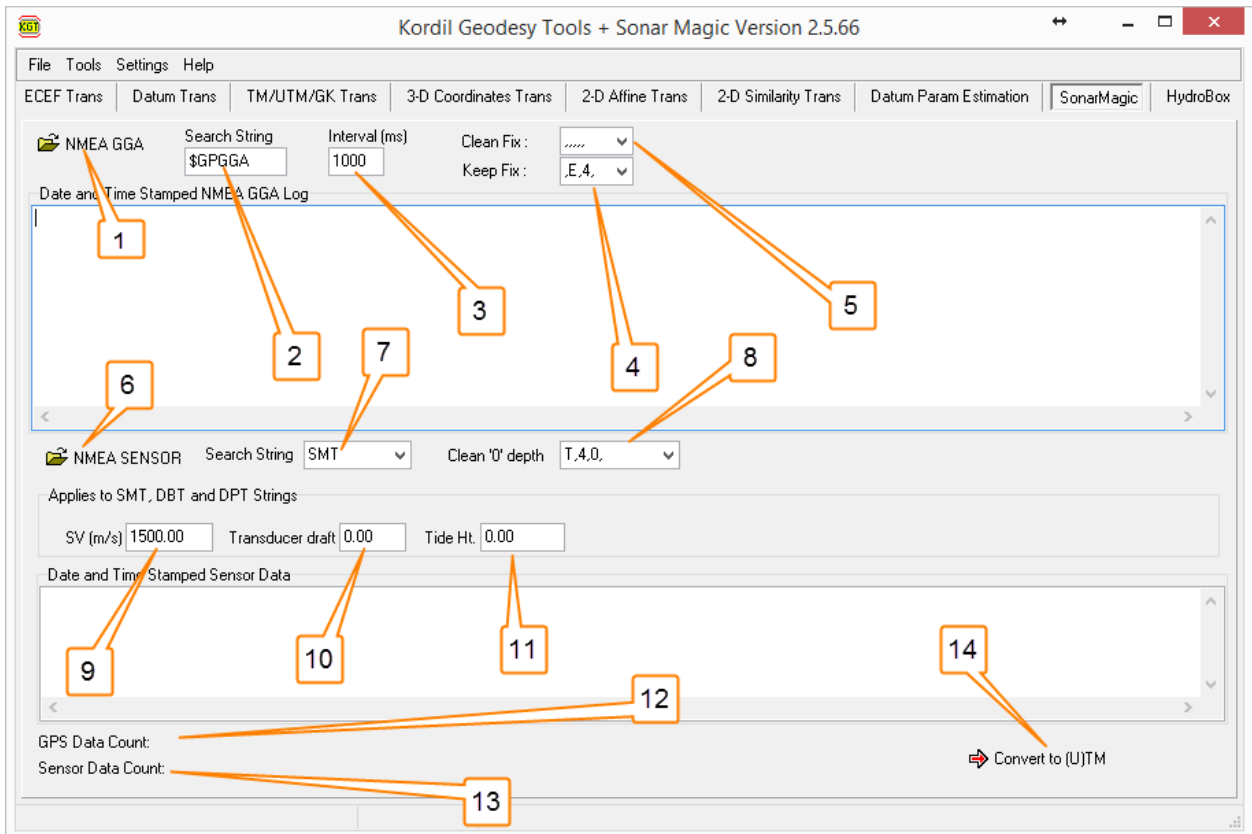 KGT Kordil Geodesy Tools + Sonar Magic Version 2.5.66
File Tools Settings Help
ECEF Trans Datum Trans TM/UTM/GK Trans 3-D Coordinates Trans 2-D Affine Trans 2-D Similarity Trans Datum Param Estimation SonarMagic HydroBox
NMEA GGA Search String Interval (ms) Clean Fix : ,,,,,
$GPGGA 1000 Keep Fix : ,E,4,
Date and Time Stamped NMEA GGA Log
1
2
3
4
5
6
7
8
NMEA SENSOR Search String SMT Clean '0' depth T,4,0,
Applies to SMT, DBT and DPT Strings
SV (m/s) 1500.00 Transducer draft 0.00 Tide Ht. 0.00
Date and Time Stamped Sensor Data
9
10
11
14
12
GPS Data Count:
Sensor Data Count:
Convert to (U)TM
13